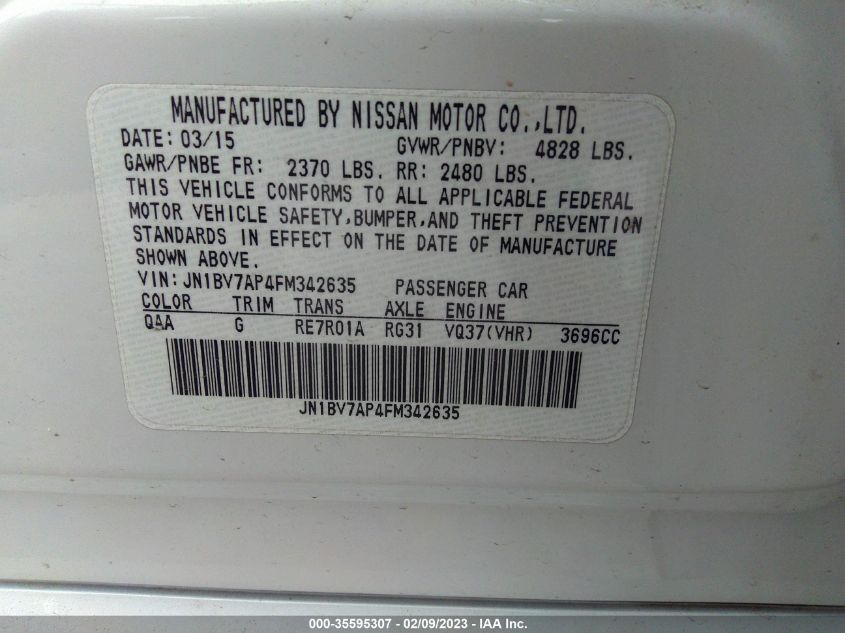 MANUFACTURED BY NISSAN MOTOR CO.,LTD.
DATE: 03/15 GVWR/PNBV: 4828 LBS.
GAWR/PNBE FR: 2370 LBS. RR: 2480 LBS.
THIS VEHICLE CONFORMS TO ALL APPLICABLE FEDERAL
MOTOR VEHICLE SAFETY,BUMPER,AND THEFT PREVENTION
STANDARDS IN EFFECT ON THE DATE OF MANUFACTURE
SHOWN ABOVE.
VIN:JN1BV7AP4FM342635 PASSENGER CAR
COLOR TRIM TRANS AXLE ENGINE
QAA G RE7R01A RG31 VQ37(VHR) 3696CC
JN1BV7AP4FM342635
000-35595307 - 02/09/2023 - IAA Inc.